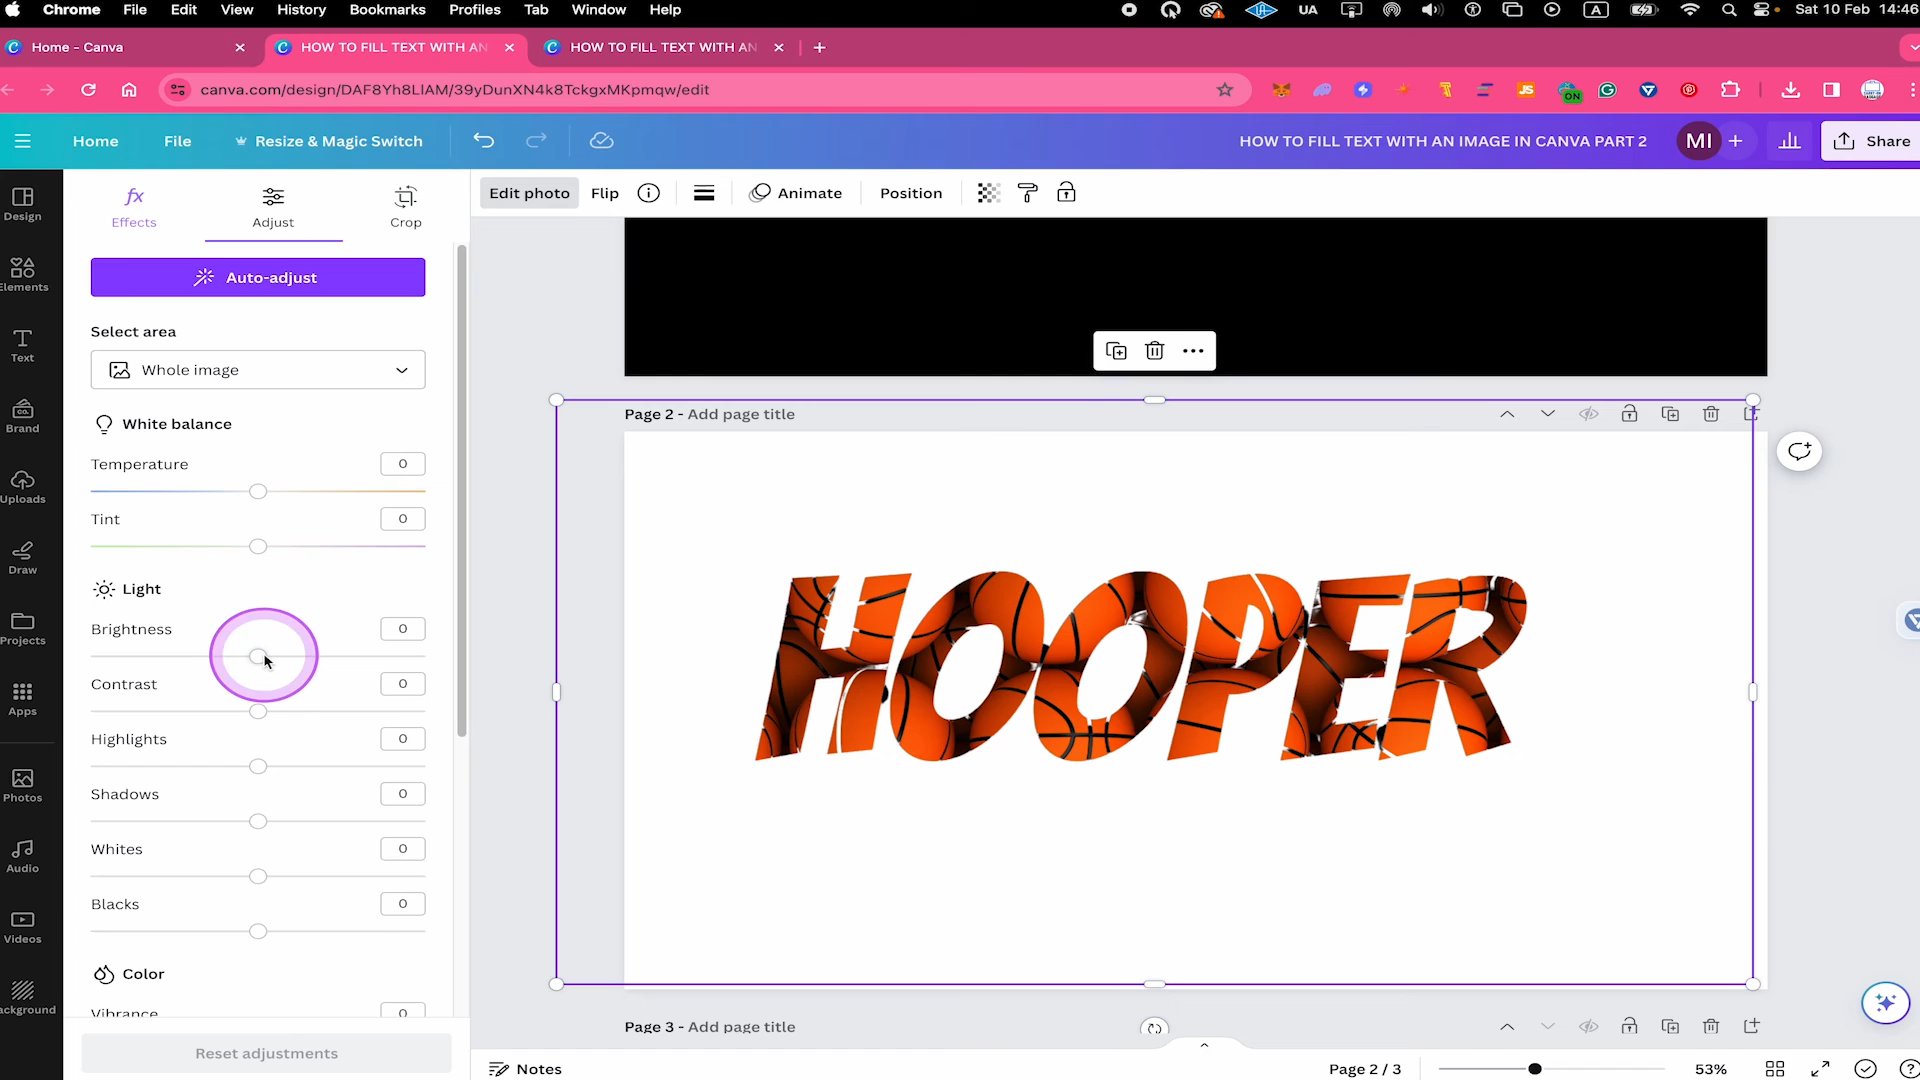 Chrome File Edit View History Bookmarks Profiles Tab Window Help UA A Sat 10 Feb 14:46
Home - Canva
HOW TO FILL TEXT WITH AN
HOW TO FILL TEXT WITH AN
canva.com/design/DAF8Yh8LlAM/39yDunXN4k8TckgxMKpmqw/edit
JS
ON
Home File Resize & Magic Switch
HOW TO FILL TEXT WITH AN IMAGE IN CANVA PART 2
MI
Share
Design
Elements
Text
CO.
Brand
Uploads
Draw
Projects
Apps
Photos
Audio
Videos
ackground
fx
Effects
Adjust
Crop
Auto-adjust
Select area
Whole image
White balance
Temperature 0
Tint 0
Light
Brightness 0
Contrast 0
Highlights 0
Shadows 0
Whites 0
Blacks 0
Color
Vibrance 0
Reset adjustments
Edit photo Flip Animate Position
Page 2 - Add page title
HOOPER
Page 3 - Add page title
Notes
Page 2 / 3
53%